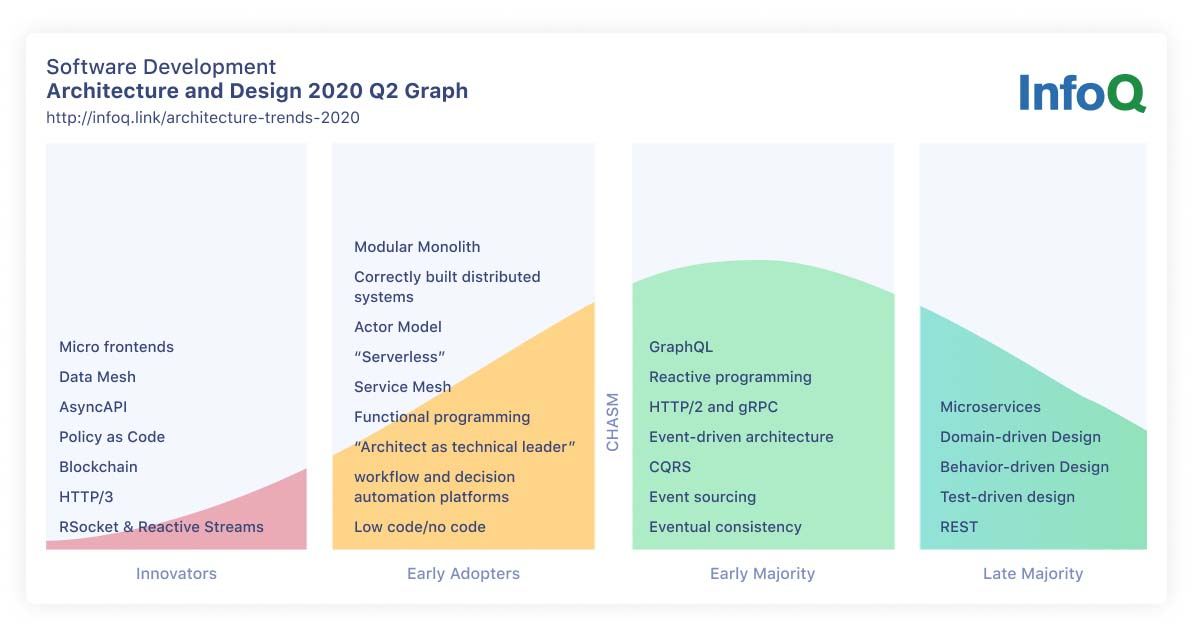 Software Development
Architecture and Design 2020 Q2 Graph
http://infoq.link/architecture-trends-2020
InfoQ
Micro frontends
Data Mesh
AsyncAPI
Policy as Code
Blockchain
HTTP/3
RSocket & Reactive Streams
Innovators
Modular Monolith
Correctly built distributed
systems
Actor Model
“Serverless”
Service Mesh
Functional programming
“Architect as technical leader”
workflow and decision
automation platforms
Low code/no code
Early Adopters
CHASM
GraphQL
Reactive programming
HTTP/2 and gRPC
Event-driven architecture
CQRS
Event sourcing
Eventual consistency
Early Majority
Microservices
Domain-driven Design
Behavior-driven Design
Test-driven design
REST
Late Majority